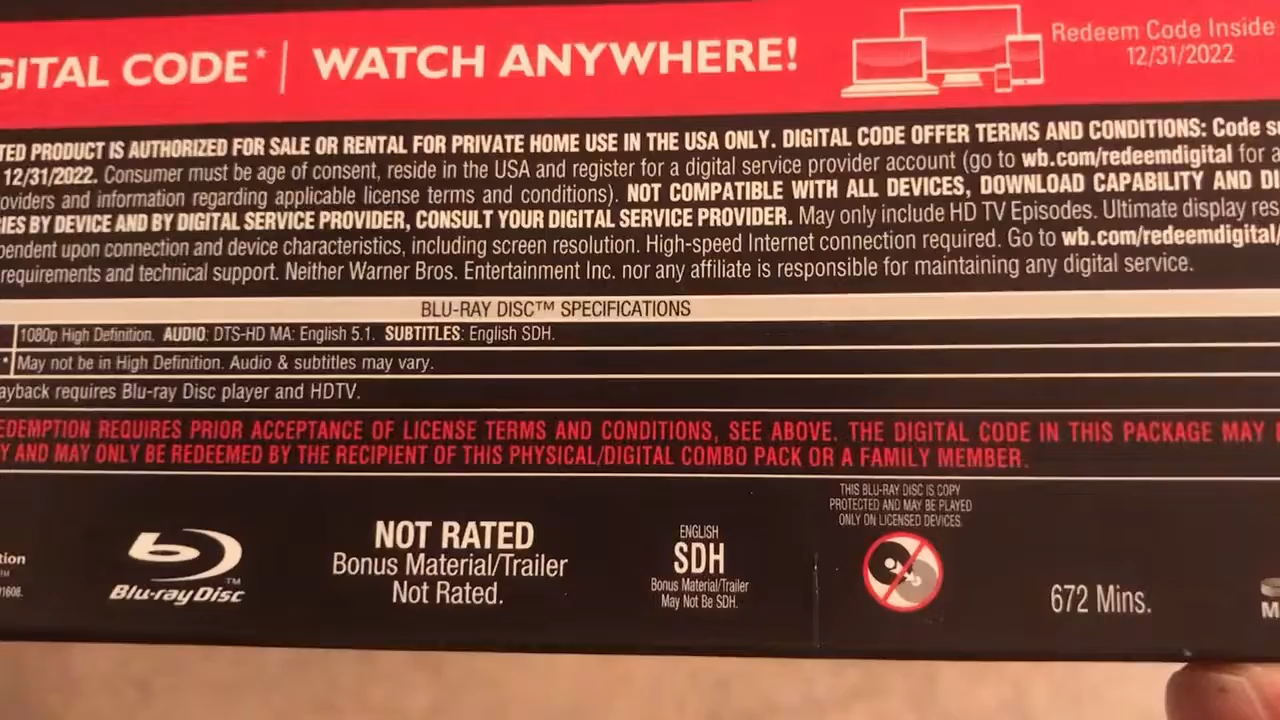 GITAL CODE* | WATCH ANYWHERE!
Redeem Code Inside
12/31/2022
TED PRODUCT IS AUTHORIZED FOR SALE OR RENTAL FOR PRIVATE HOME USE IN THE USA ONLY. DIGITAL CODE OFFER TERMS AND CONDITIONS: Code s
12/31/2022. Consumer must be age of consent, reside in the USA and register for a digital service provider account (go to wb.com/redeemdigital for a
oviders and information regarding applicable license terms and conditions). NOT COMPATIBLE WITH ALL DEVICES, DOWNLOAD CAPABILITY AND DI
IES BY DEVICE AND BY DIGITAL SERVICE PROVIDER, CONSULT YOUR DIGITAL SERVICE PROVIDER. May only include HD TV Episodes. Ultimate display res
pendent upon connection and device characteristics, including screen resolution. High-speed Internet connection required. Go to wb.com/redeemdigital/
requirements and technical support. Neither Warner Bros. Entertainment Inc. nor any affiliate is responsible for maintaining any digital service.
BLU-RAY DISC™ SPECIFICATIONS
1080p High Definition. AUDIO: DTS-HD MA: English 5.1. SUBTITLES: English SDH.
* May not be in High Definition. Audio & subtitles may vary.
ayback requires Blu-ray Disc player and HDTV.
EDEMPTION REQUIRES PRIOR ACCEPTANCE OF LICENSE TERMS AND CONDITIONS, SEE ABOVE. THE DIGITAL CODE IN THIS PACKAGE MAY
Y AND MAY ONLY BE REDEEMED BY THE RECIPIENT OF THIS PHYSICAL/DIGITAL COMBO PACK OR A FAMILY MEMBER.
tion
1608.
Blu-ray Disc™
NOT RATED
Bonus Material/Trailer
Not Rated.
ENGLISH
SDH
Bonus Material/Trailer
May Not Be SDH.
THIS BLU-RAY DISC IS COPY
PROTECTED AND MAY BE PLAYED
ONLY ON LICENSED DEVICES.
672 Mins.
M